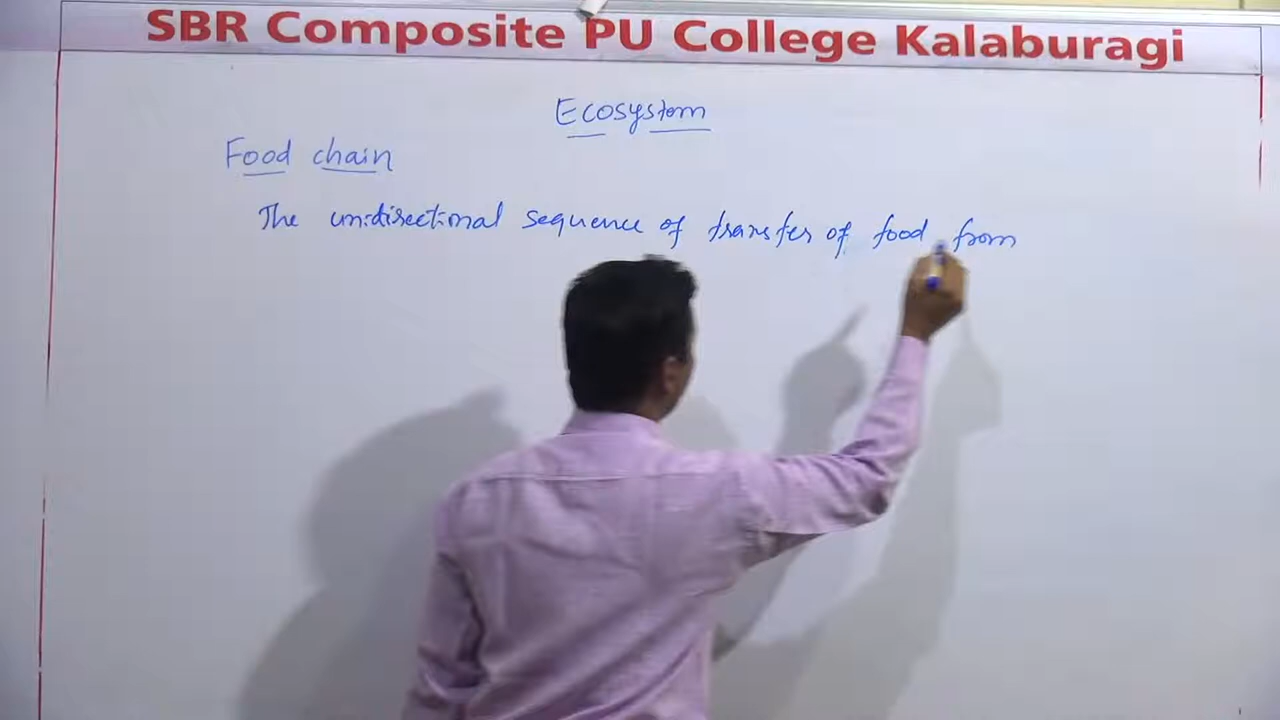 SBR Composite PU College Kalaburagi
Ecosystem
Food chain
The unidirectional sequence of transfer of food from